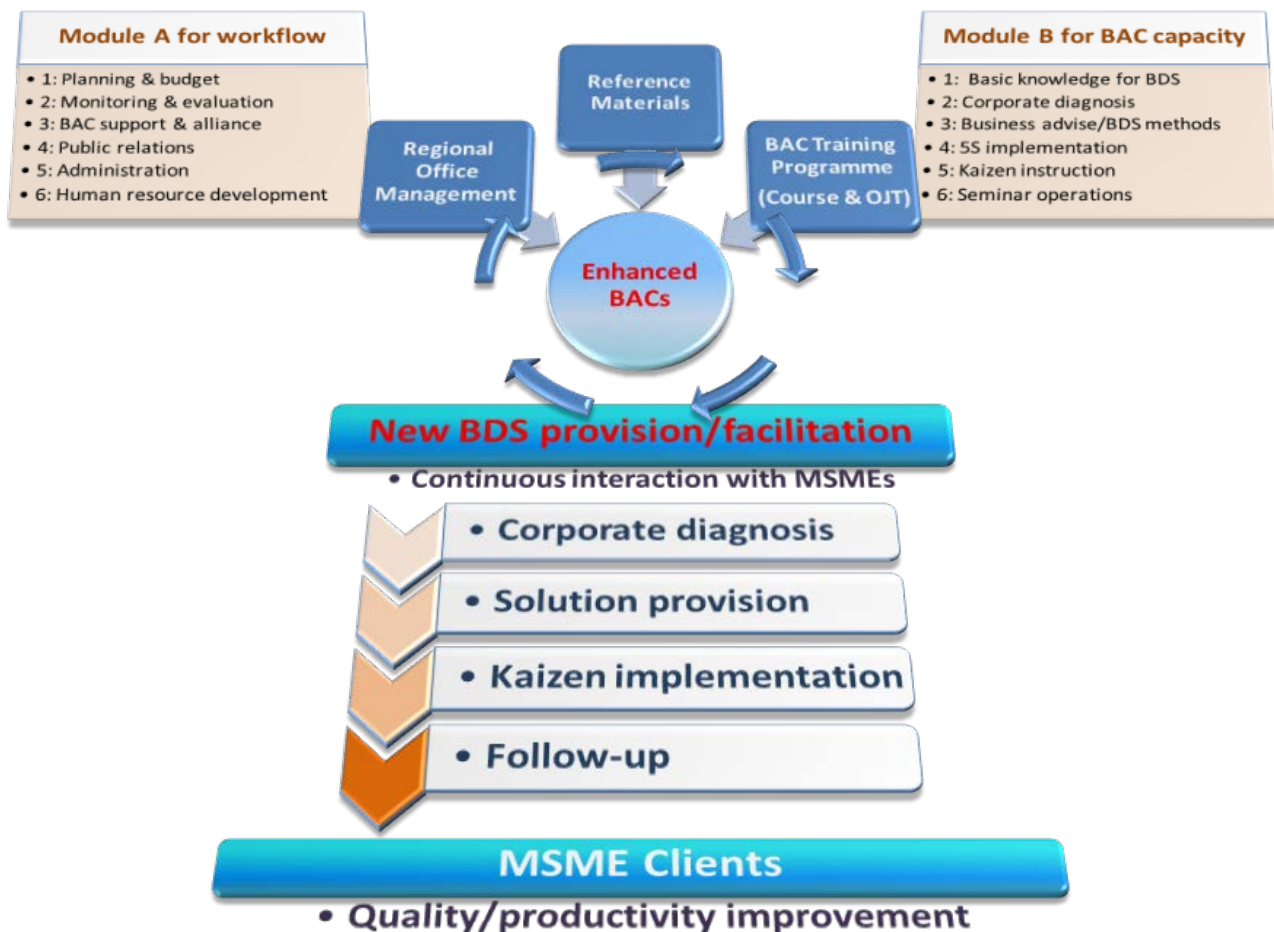 Module A for workflow
• 1: Planning & budget
• 2: Monitoring & evaluation
• 3: BAC support & alliance
• 4: Public relations
• 5: Administration
• 6: Human resource development
Regional
Office
Management
Reference
Materials
BAC Training
Programme
(Course & OJT)
Module B for BAC capacity
• 1: Basic knowledge for BDS
• 2: Corporate diagnosis
• 3: Business advise/BDS methods
• 4: 5S implementation
• 5: Kaizen instruction
• 6: Seminar operations
Enhanced
BACs
New BDS provision/facilitation
• Continuous interaction with MSMEs
• Corporate diagnosis
• Solution provision
• Kaizen implementation
• Follow-up
MSME Clients
• Quality/productivity improvement